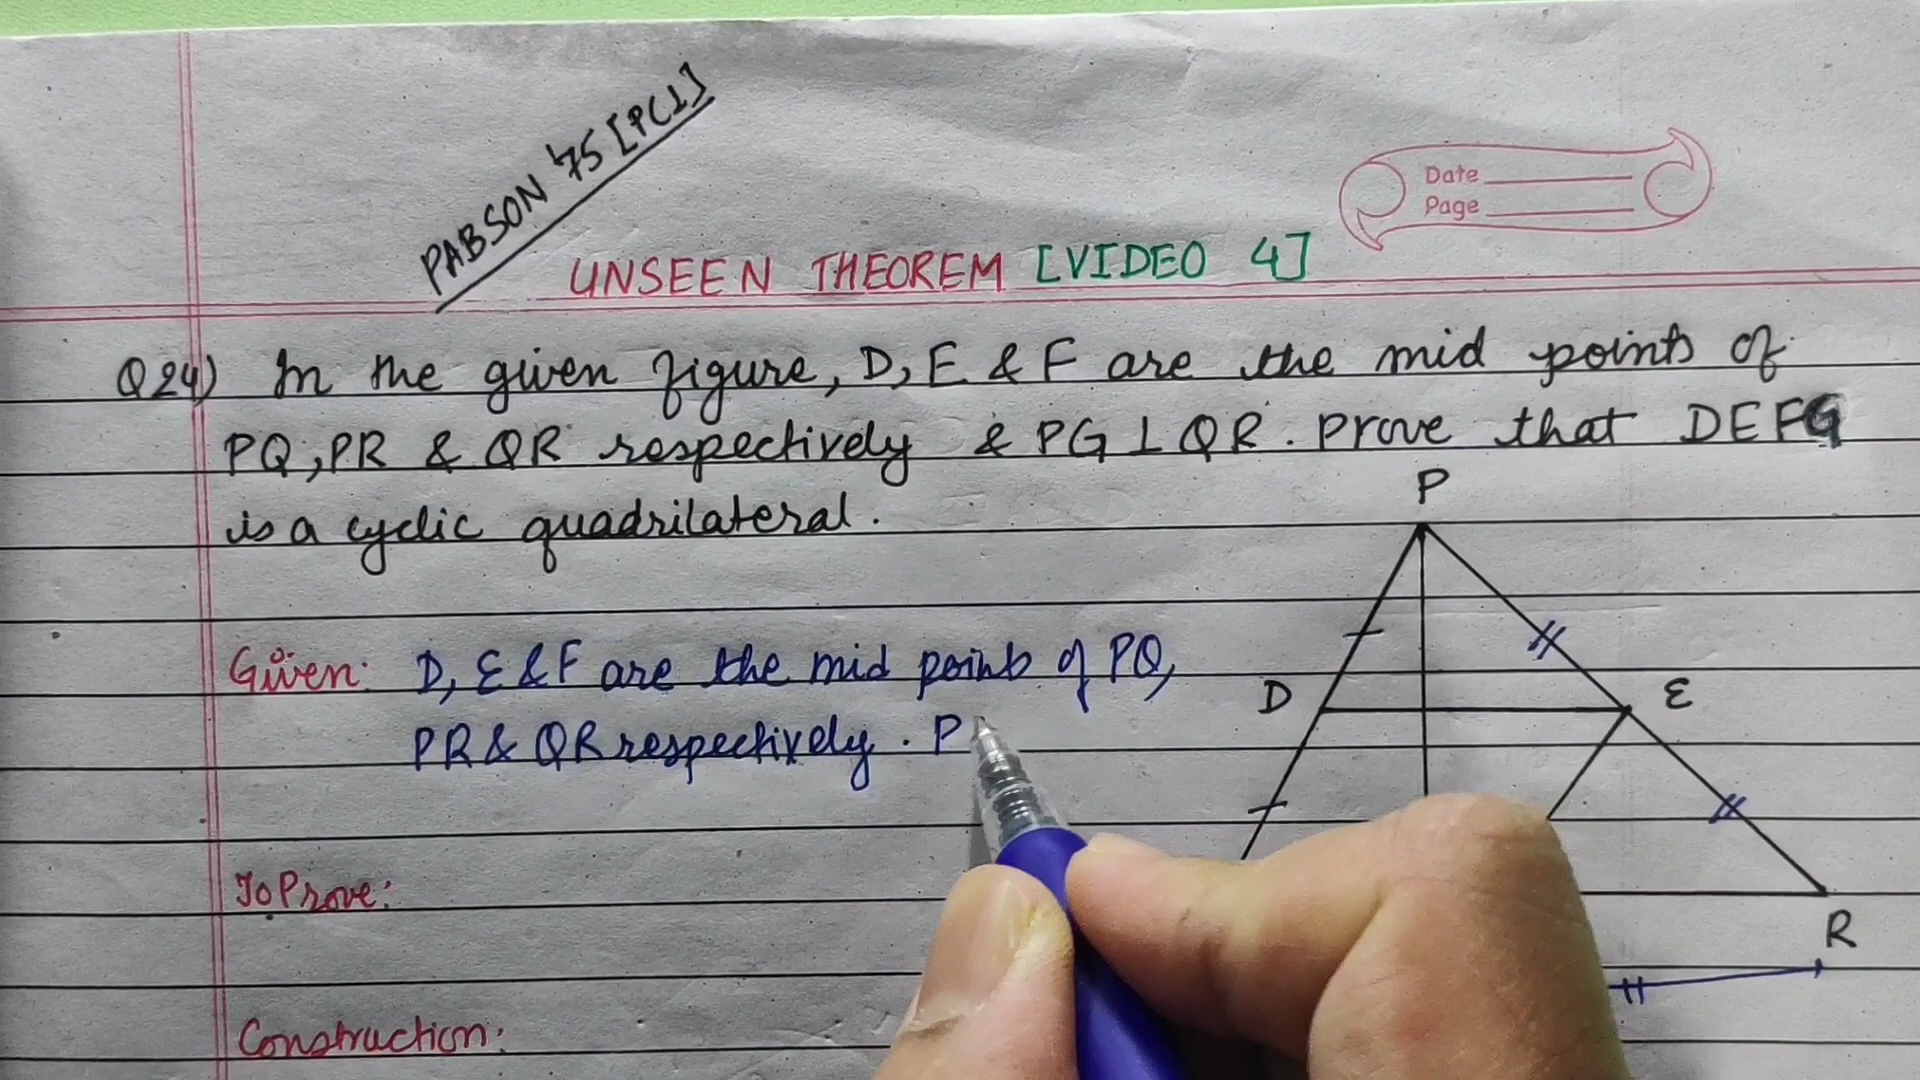 PABSON '75 [PCI]
Date
Page
UNSEEN THEOREM [VIDEO 4]
Q24) In the given figure, D, E & F are the mid points of
PQ, PR & QR respectively & PG ⊥ QR. Prove that DEFG
is a cyclic quadrilateral.
P
Given: D, E & F are the mid points of PQ,
D
E
PR & QR respectively. P
To Prove:
R
Construction: